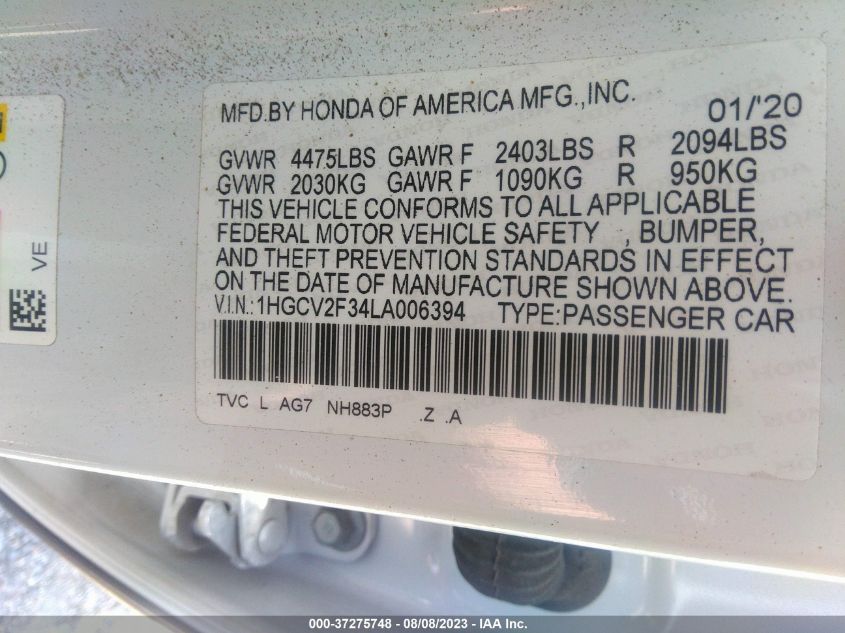 MFD.BY HONDA OF AMERICA MFG.,INC. 01/'20
GVWR 4475LBS GAWR F 2403LBS R 2094LBS
GVWR 2030KG GAWR F 1090KG R 950KG
THIS VEHICLE CONFORMS TO ALL APPLICABLE
FEDERAL MOTOR VEHICLE SAFETY , BUMPER,
AND THEFT PREVENTION STANDARDS IN EFFECT
ON THE DATE OF MANUFACTURE SHOWN ABOVE.
V.I.N.:1HGCV2F34LA006394 TYPE:PASSENGER CAR
TVC L AG7 NH883P .Z .A
VE
000-37275748 - 08/08/2023 - IAA Inc.